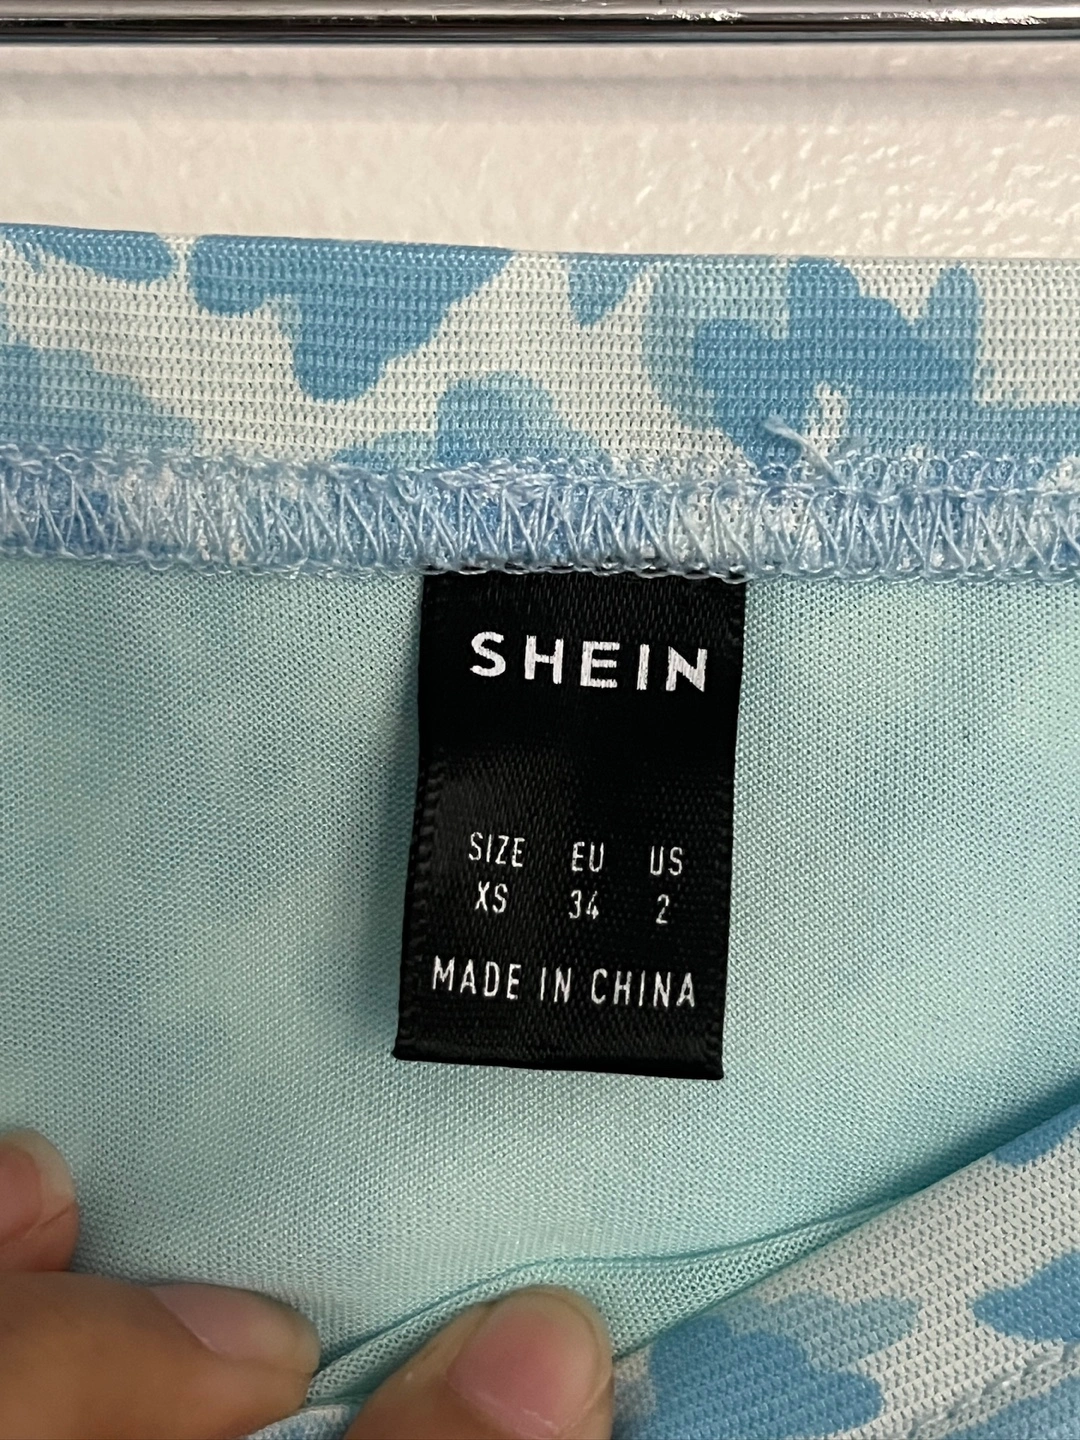 SHEIN
SIZE EU US
XS 34 2
MADE IN CHINA